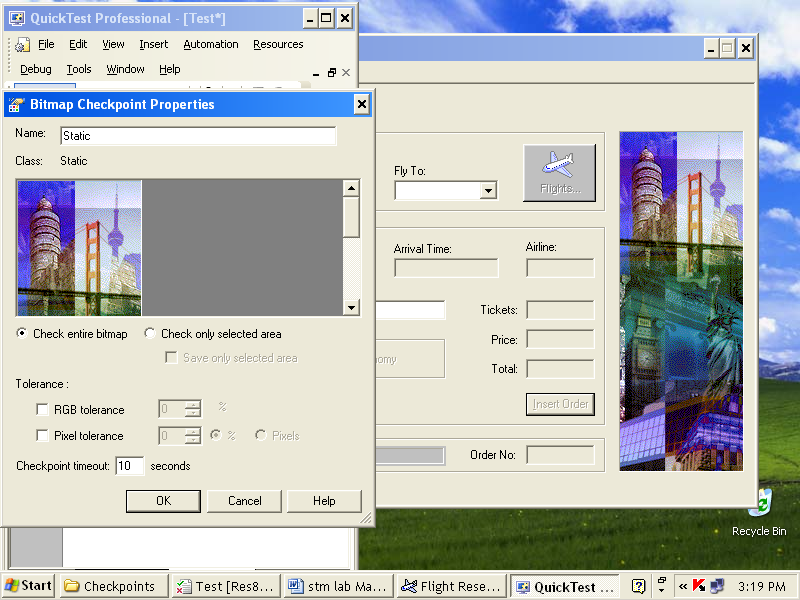 QuickTest Professional - [Test*]
File Edit View Insert Automation Resources
Debug Tools Window Help
Bitmap Checkpoint Properties
Name: Static
Class: Static
Check entire bitmap Check only selected area
Save only selected area
Tolerance :
RGB tolerance 0 %
Pixel tolerance 0 % Pixels
Checkpoint timeout: 10 seconds
OK Cancel Help
Fly To:
Flights...
Arrival Time: Airline:
Tickets:
Price:
Total:
Insert Order
Order No:
Recycle Bin
Start Checkpoints Test [Res8... stm lab Ma... Flight Rese... QuickTest ... ? « 3:19 PM